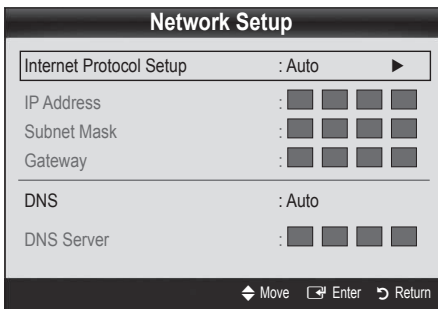 Network Setup
Internet Protocol Setup : Auto ►
IP Address :
Subnet Mask :
Gateway :
DNS : Auto
DNS Server :
Move Enter Return